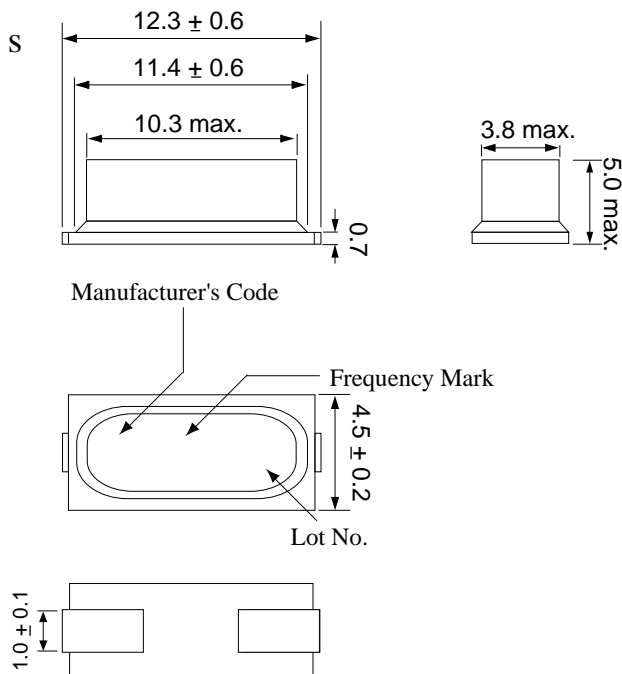 S
12.3 ± 0.6
11.4 ± 0.6
10.3 max.
3.8 max.
5.0 max.
0.7
Manufacturer's Code
Frequency Mark
4.5 ± 0.2
Lot No.
1.0 ± 0.1